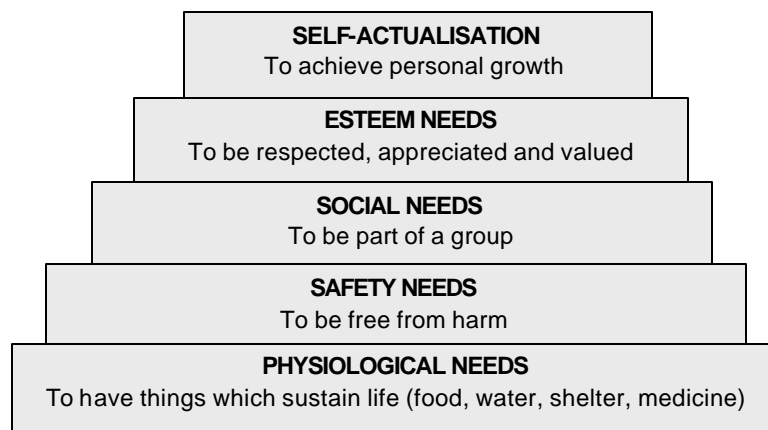 SELF-ACTUALISATION
To achieve personal growth
ESTEEM NEEDS
To be respected, appreciated and valued
SOCIAL NEEDS
To be part of a group
SAFETY NEEDS
To be free from harm
PHYSIOLOGICAL NEEDS
To have things which sustain life (food, water, shelter, medicine)